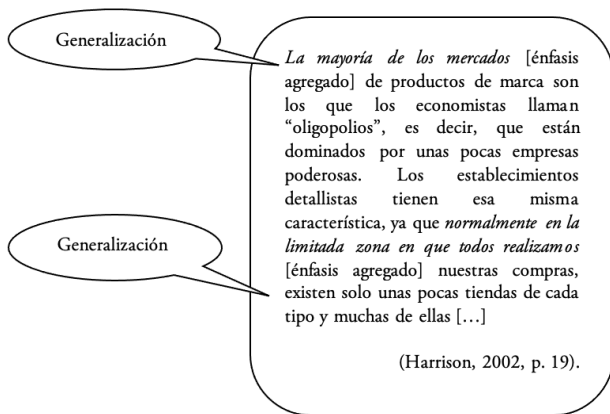 Generalización
La mayoría de los mercados [énfasis
agregado] de productos de marca son
los que los economistas llaman
“oligopolios”, es decir, que están
dominados por unas pocas empresas
poderosas. Los establecimientos
detallistas tienen esa misma
característica, ya que normalmente en la
limitada zona en que todos realizamos
[énfasis agregado] nuestras compras,
existen solo unas pocas tiendas de cada
tipo y muchas de ellas […]
(Harrison, 2002, p. 19).
Generalización